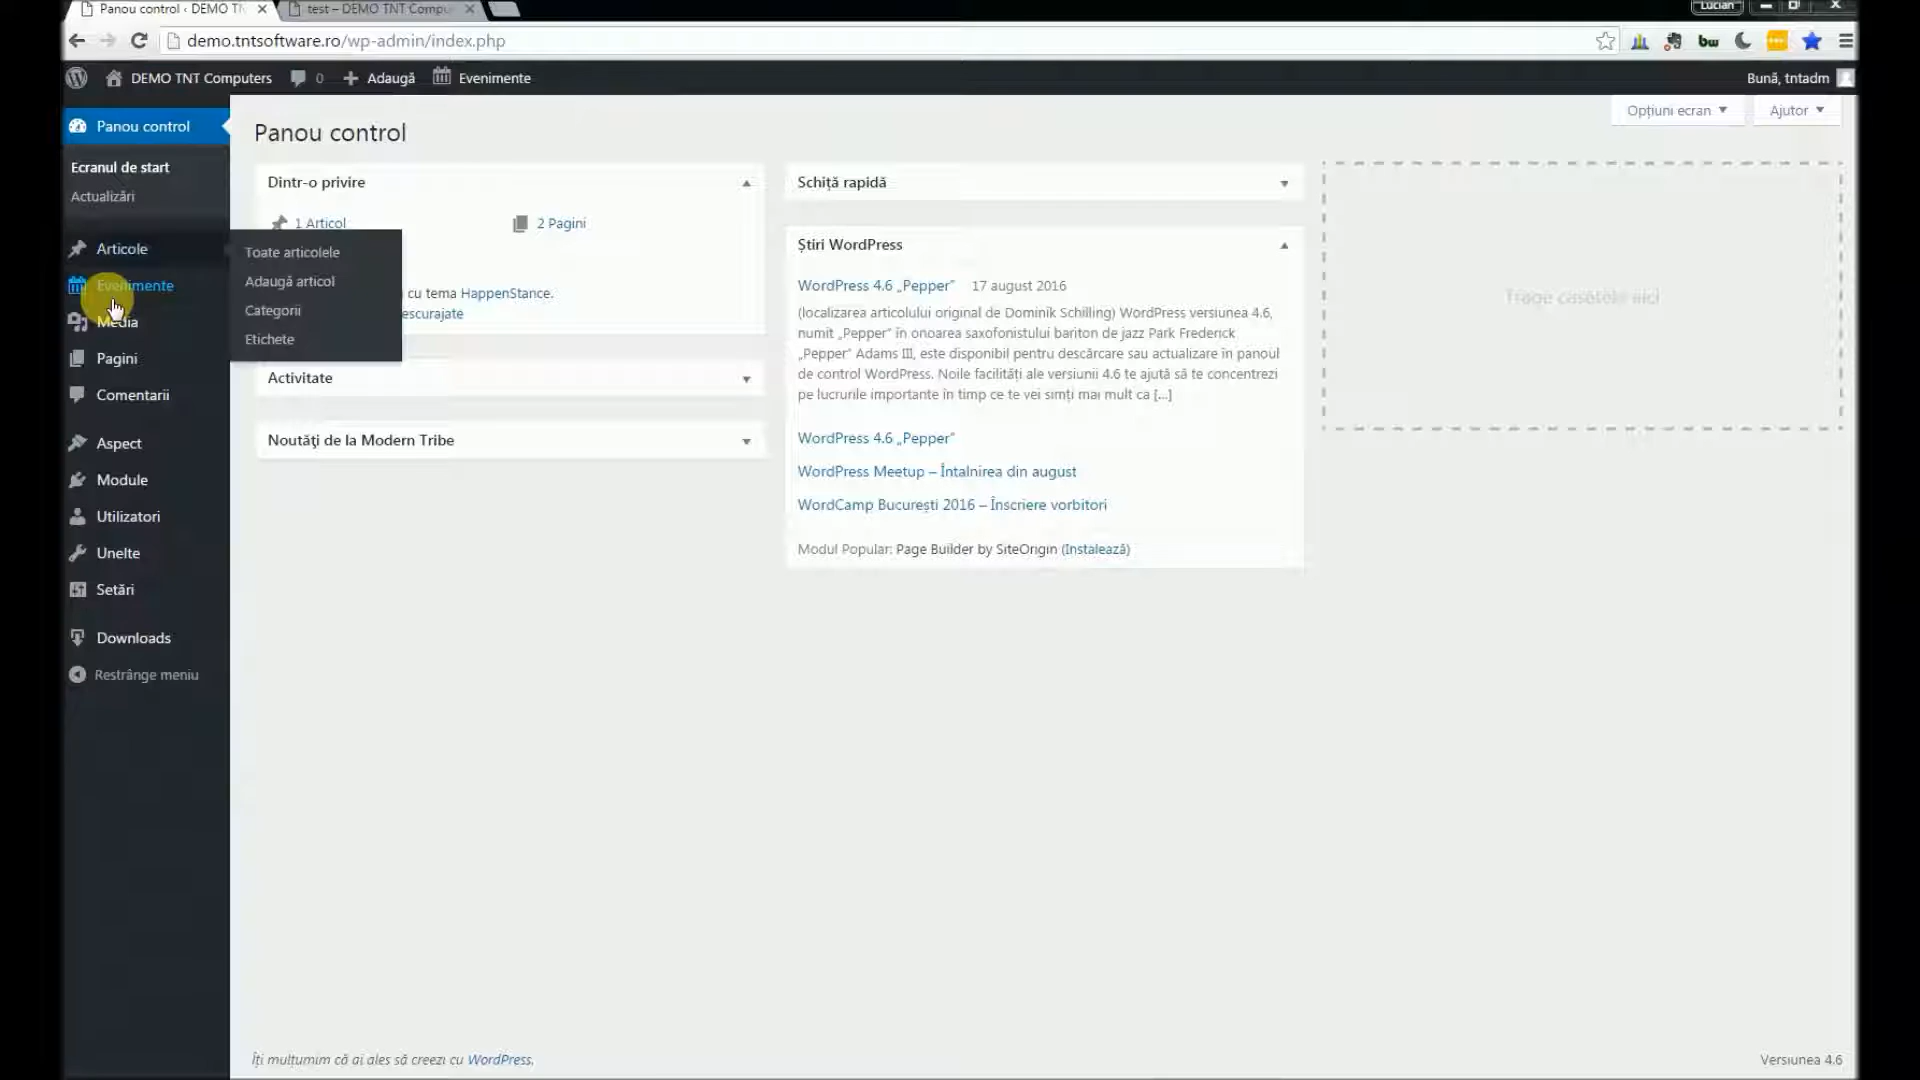 Panou control ‹ DEMO TN
test – DEMO TNT Compu
Lucian
demo.tntsoftware.ro/wp-admin/index.php
DEMO TNT Computers
0
Adaugă
Evenimente
Bună, tntadm
Panou control
Ecranul de start
Actualizări
Articole
Evenimente
Media
Pagini
Comentarii
Aspect
Module
Utilizatori
Unelte
Setări
Downloads
Restrânge meniu
Toate articolele
Adaugă articol
Categorii
Etichete
Panou control
Opțiuni ecran
Ajutor
Dintr-o privire
1 Articol
2 Pagini
cu tema HappenStance.
escurajate
Activitate
Noutăţi de la Modern Tribe
Schiță rapidă
Știri WordPress
WordPress 4.6 „Pepper” 17 august 2016
(localizarea articolului original de Dominik Schilling) WordPress versiunea 4.6,
numit „Pepper” în onoarea saxofonistului bariton de jazz Park Frederick
„Pepper” Adams III, este disponibil pentru descărcare sau actualizare în panoul
de control WordPress. Noile facilități ale versiunii 4.6 te ajută să te concentrezi
pe lucrurile importante în timp ce te vei simți mai mult ca [...]
WordPress 4.6 „Pepper”
WordPress Meetup – Întalnirea din august
WordCamp București 2016 – Înscriere vorbitori
Modul Popular: Page Builder by SiteOrigin (Instalează)
Trage casetele aici
Îți mulțumim că ai ales să creezi cu WordPress.
Versiunea 4.6